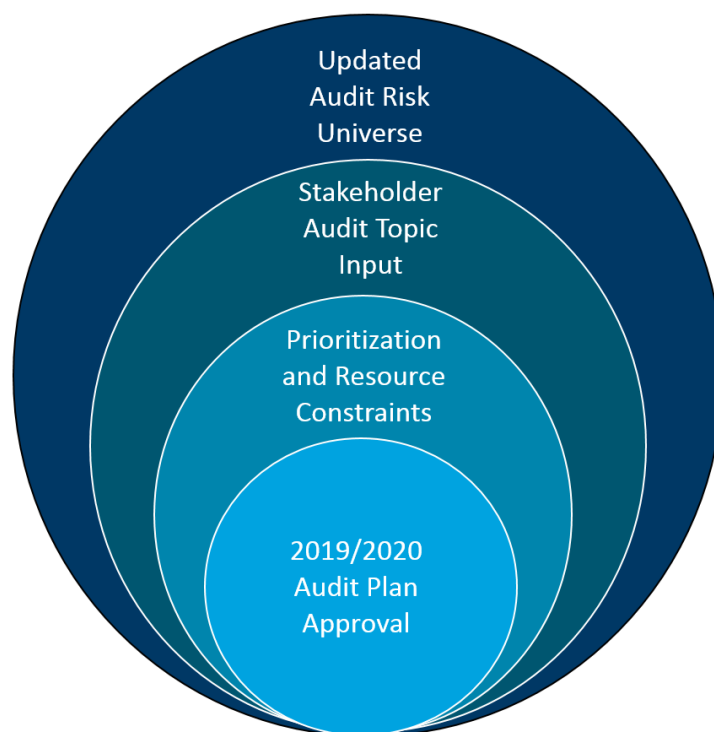 Updated
Audit Risk
Universe
Stakeholder
Audit Topic
Input
Prioritization
and Resource
Constraints
2019/2020
Audit Plan
Approval